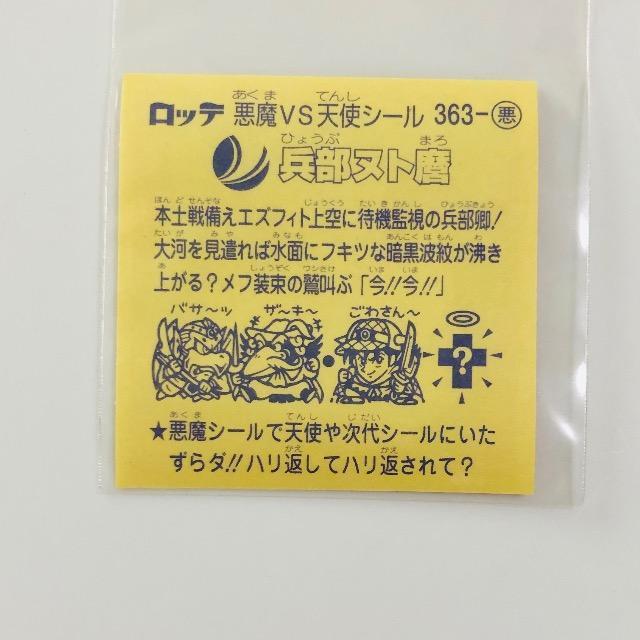 ロッテ 悪魔VS天使シール 363-悪
兵部ヌト麿
本土戦備えエズフィト上空に待機監視の兵部卿!
大河を見遣れば水面にフキツな暗黒波紋が沸き
上がる?メフ装束の鷲叫ぶ「今!!今!!」
バサ〜ッ ザ〜キ〜 ごわさん〜
?
★悪魔シールで天使や次代シールにいた
ずらダ!!ハリ返してハリ返されて?